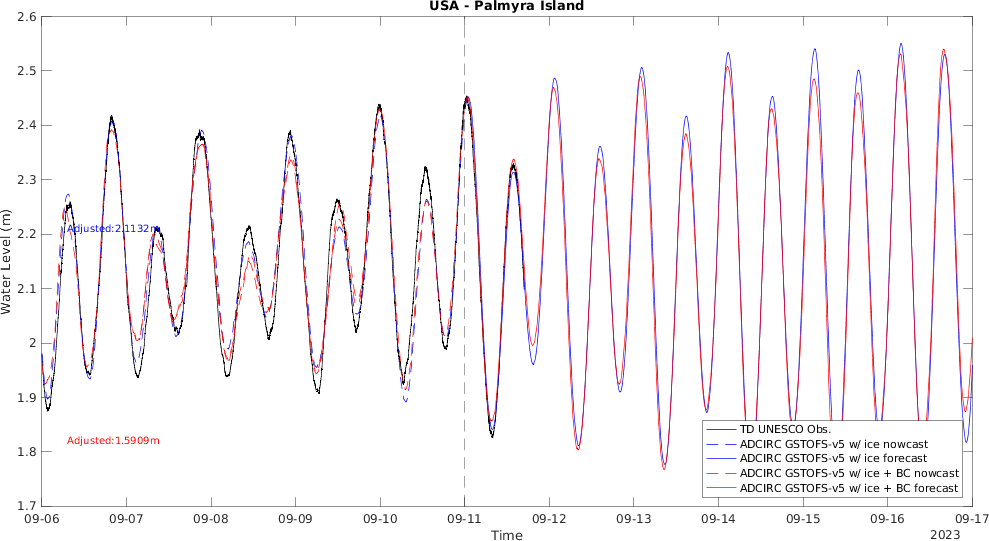 USA - Palmyra Island
2.6
2.5
2.4
2.3
2.2
2.1
2
1.9
1.8
1.7
Water Level (m)
Adjusted:2.1132m
Adjusted:1.5909m
TD UNESCO Obs.
ADCIRC GSTOFS-v5 w/ ice nowcast
ADCIRC GSTOFS-v5 w/ ice forecast
ADCIRC GSTOFS-v5 w/ ice + BC nowcast
ADCIRC GSTOFS-v5 w/ ice + BC forecast
09-06 09-07 09-08 09-09 09-10 09-11 09-12 09-13 09-14 09-15 09-16 09-17
Time
2023